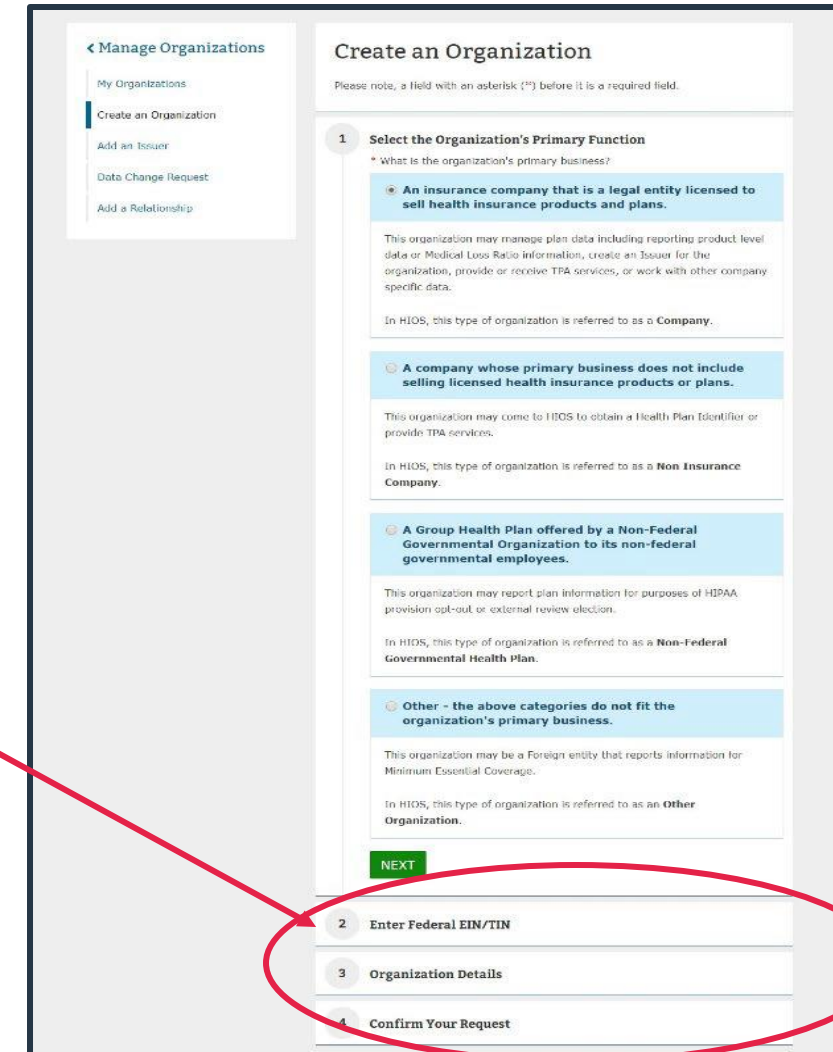 Manage Organizations
My Organizations
Create an Organization
Add an Issuer
Data Change Request
Add a Relationship
Create an Organization
Please note, a field with an asterisk (*) before it is a required field.
1 Select the Organization's Primary Function
* What is the organization's primary business?
An insurance company that is a legal entity licensed to
sell health insurance products and plans.
This organization may manage plan data including reporting product level
data or Medical Loss Ratio information, create an Issuer for the
organization, provide or receive TPA services, or work with other company
specific data.
In HIOS, this type of organization is referred to as a Company.
A company whose primary business does not include
selling licensed health insurance products or plans.
This organization may come to HIOS to obtain a Health Plan Identifier or
provide TPA services.
In HIOS, this type of organization is referred to as a Non Insurance
Company.
A Group Health Plan offered by a Non-Federal
Governmental Organization to its non-federal
governmental employees.
This organization may report plan information for purposes of HIPAA
provision opt-out or external review election.
In HIOS, this type of organization is referred to as a Non-Federal
Governmental Health Plan.
Other - the above categories do not fit the
organization's primary business.
This organization may be a Foreign entity that reports information for
Minimum Essential Coverage.
In HIOS, this type of organization is referred to as an Other
Organization.
NEXT
2 Enter Federal EIN/TIN
3 Organization Details
4 Confirm Your Request